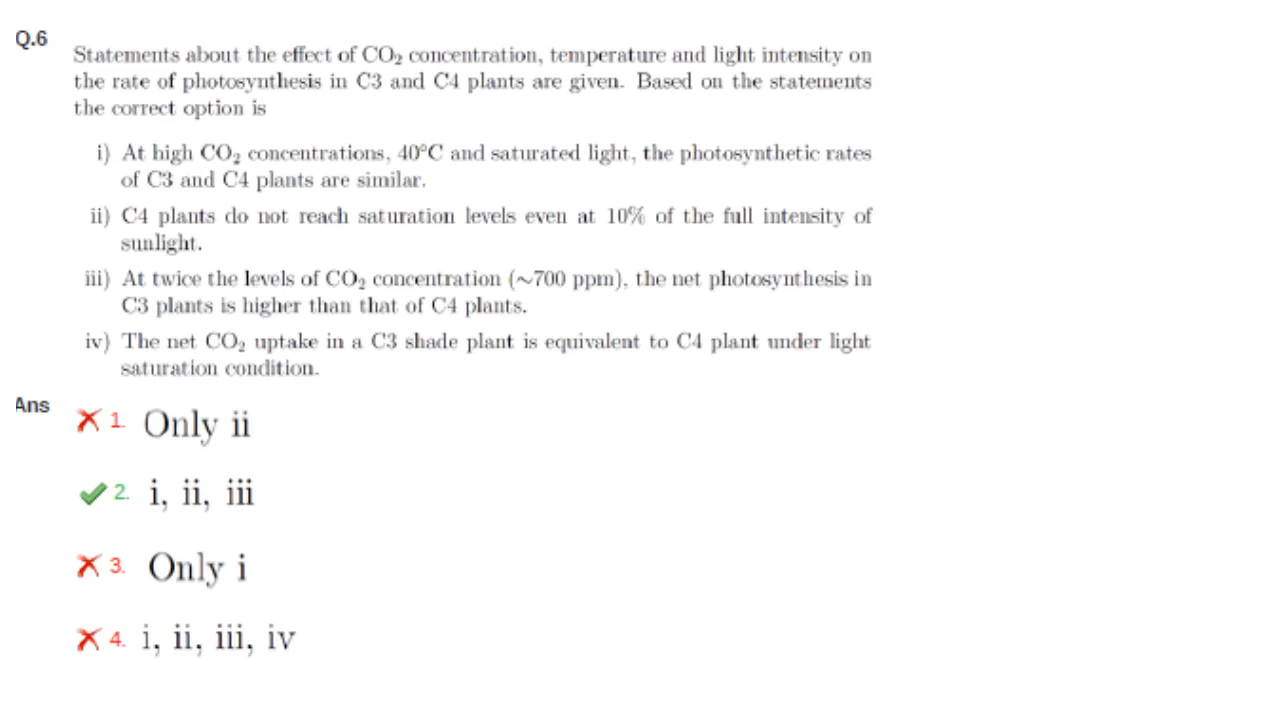 Q.6
Statements about the effect of CO₂ concentration, temperature and light intensity on
the rate of photosynthesis in C3 and C4 plants are given. Based on the statements
the correct option is
i) At high CO₂ concentrations, 40°C and saturated light, the photosynthetic rates
of C3 and C4 plants are similar.
ii) C4 plants do not reach saturation levels even at 10% of the full intensity of
sunlight.
iii) At twice the levels of CO₂ concentration (~700 ppm), the net photosynthesis in
C3 plants is higher than that of C4 plants.
iv) The net CO₂ uptake in a C3 shade plant is equivalent to C4 plant under light
saturation condition.
Ans
1. Only ii
2. i, ii, iii
3. Only i
4. i, ii, iii, iv